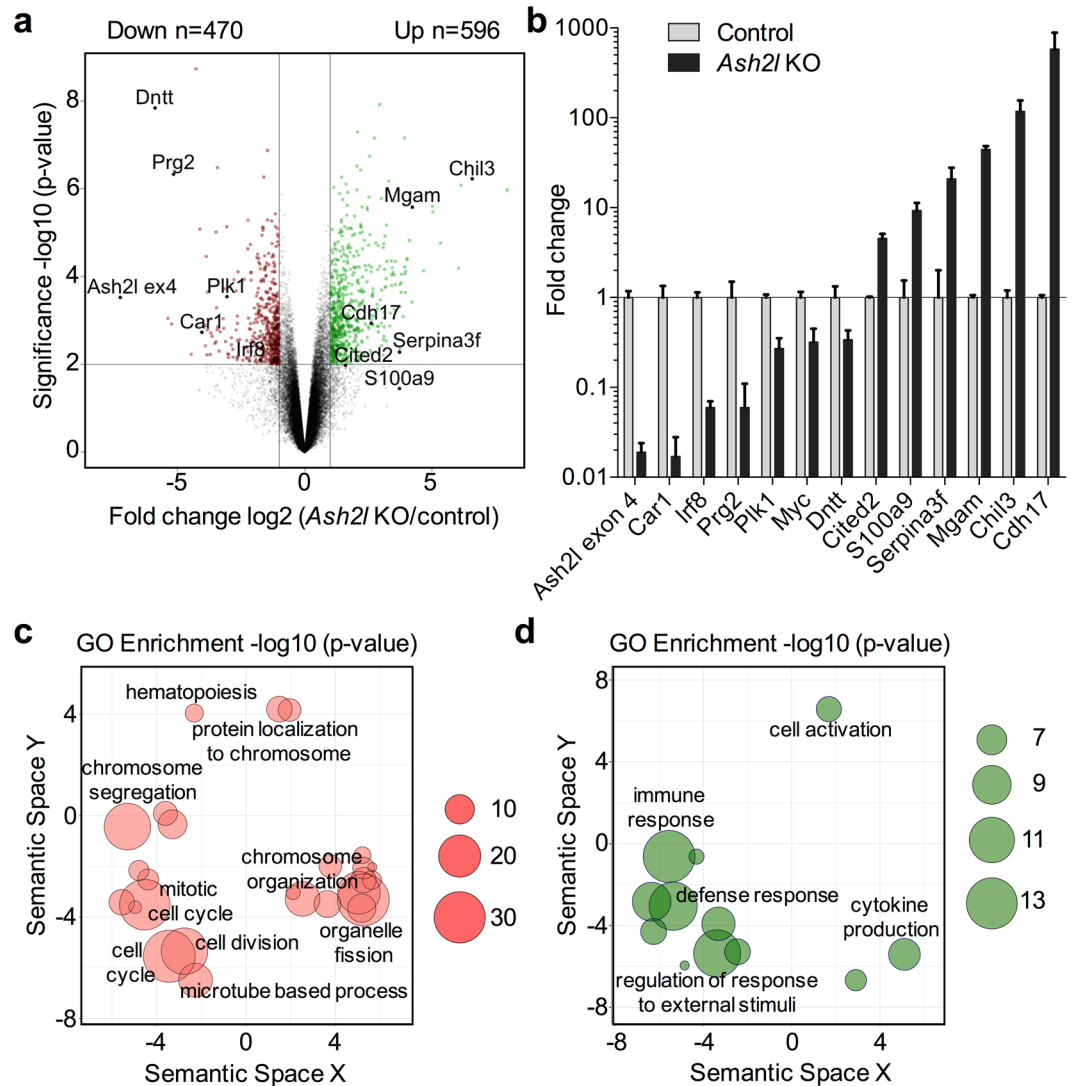 a
Down n=470
Up n=596
Significance -log10 (p-value)
8
6
4
2
0
Dntt
Prg2
Chil3
Mgam
Ash2l ex4
Plk1
Car1
Cdh17
Irf8
Serpina3f
Cited2
S100a9
-5
0
5
Fold change log2 (Ash2l KO/control)
b
Control
Ash2l KO
Fold change
1000
100
10
1
0.1
0.01
Ash2l exon 4
Car1
Irf8
Prg2
Plk1
Myc
Dntt
Cited2
S100a9
Serpina3f
Mgam
Chil3
Cdh17
c
GO Enrichment -log10 (p-value)
Semantic Space Y
4
0
-4
-8
hematopoiesis
protein localization
to chromosome
chromosome
segregation
chromosome
organization
mitotic
cell cycle
organelle
fission
cell division
cell
cycle
microtube based process
-4
0
4
Semantic Space X
10
20
30
d
GO Enrichment -log10 (p-value)
Semantic Space Y
8
4
0
-4
-8
cell activation
immune
response
defense response
cytokine
production
regulation of response
to external stimuli
-8
-4
0
4
Semantic Space X
7
9
11
13